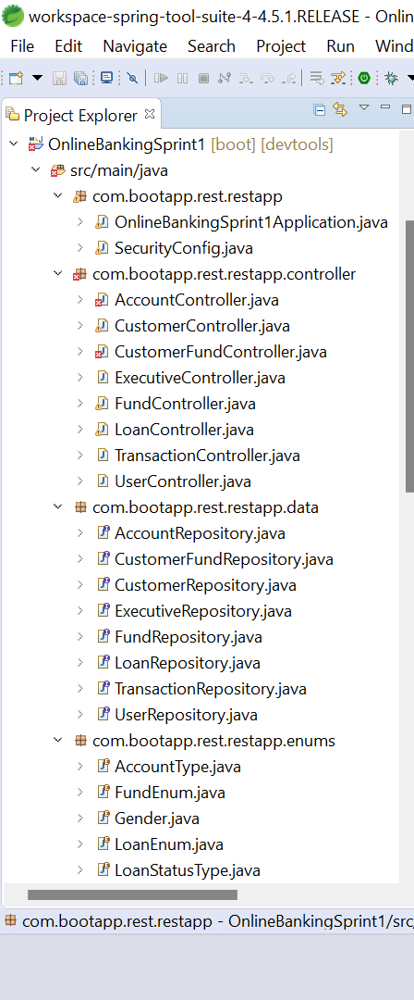 workspace-spring-tool-suite-4-4.5.1.RELEASE - Onlin
File Edit Navigate Search Project Run Wind
Project Explorer
OnlineBankingSprint1 [boot] [devtools]
src/main/java
com.bootapp.rest.restapp
OnlineBankingSprint1Application.java
SecurityConfig.java
com.bootapp.rest.restapp.controller
AccountController.java
CustomerController.java
CustomerFundController.java
ExecutiveController.java
FundController.java
LoanController.java
TransactionController.java
UserController.java
com.bootapp.rest.restapp.data
AccountRepository.java
CustomerFundRepository.java
CustomerRepository.java
ExecutiveRepository.java
FundRepository.java
LoanRepository.java
TransactionRepository.java
UserRepository.java
com.bootapp.rest.restapp.enums
AccountType.java
FundEnum.java
Gender.java
LoanEnum.java
LoanStatusType.java
com.bootapp.rest.restapp - OnlineBankingSprint1/src/